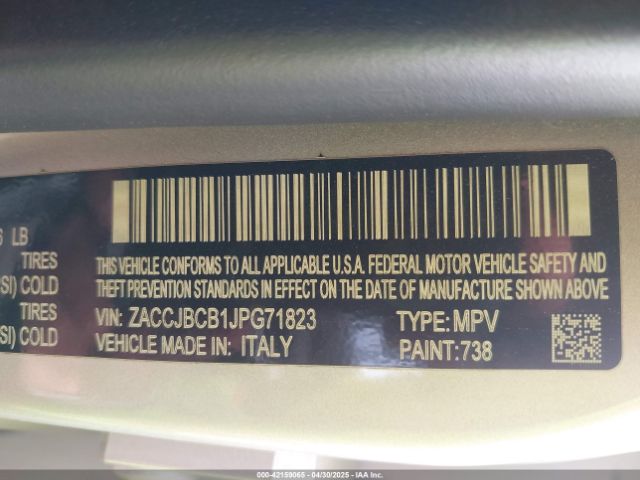 6 LB
TIRES
SI) COLD
TIRES
SI) COLD
THIS VEHICLE CONFORMS TO ALL APPLICABLE U.S.A. FEDERAL MOTOR VEHICLE SAFETY AND
THEFT PREVENTION STANDARDS IN EFFECT ON THE DATE OF MANUFACTURE SHOWN ABOVE.
VIN: ZACCJBCB1JPG71823 TYPE: MPV
VEHICLE MADE IN: ITALY PAINT:738
000-42159065 - 04/30/2025 - IAA Inc.